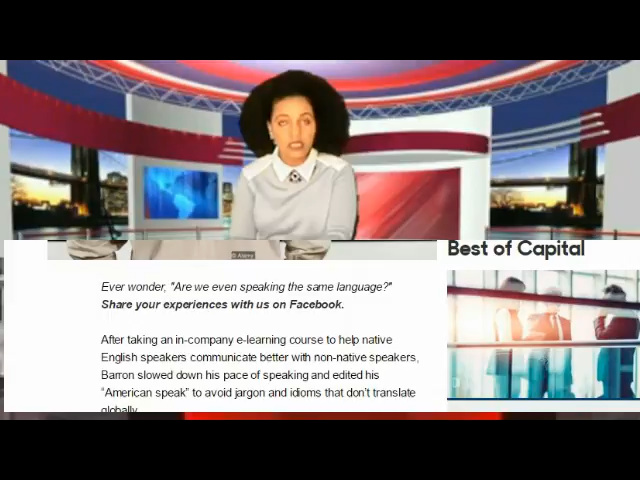 Best of Capital
© Alamy
Ever wonder, "Are we even speaking the same language?"
Share your experiences with us on Facebook.
After taking an in-company e-learning course to help native
English speakers communicate better with non-native speakers,
Barron slowed down his pace of speaking and edited his
“American speak” to avoid jargon and idioms that don’t translate
globally